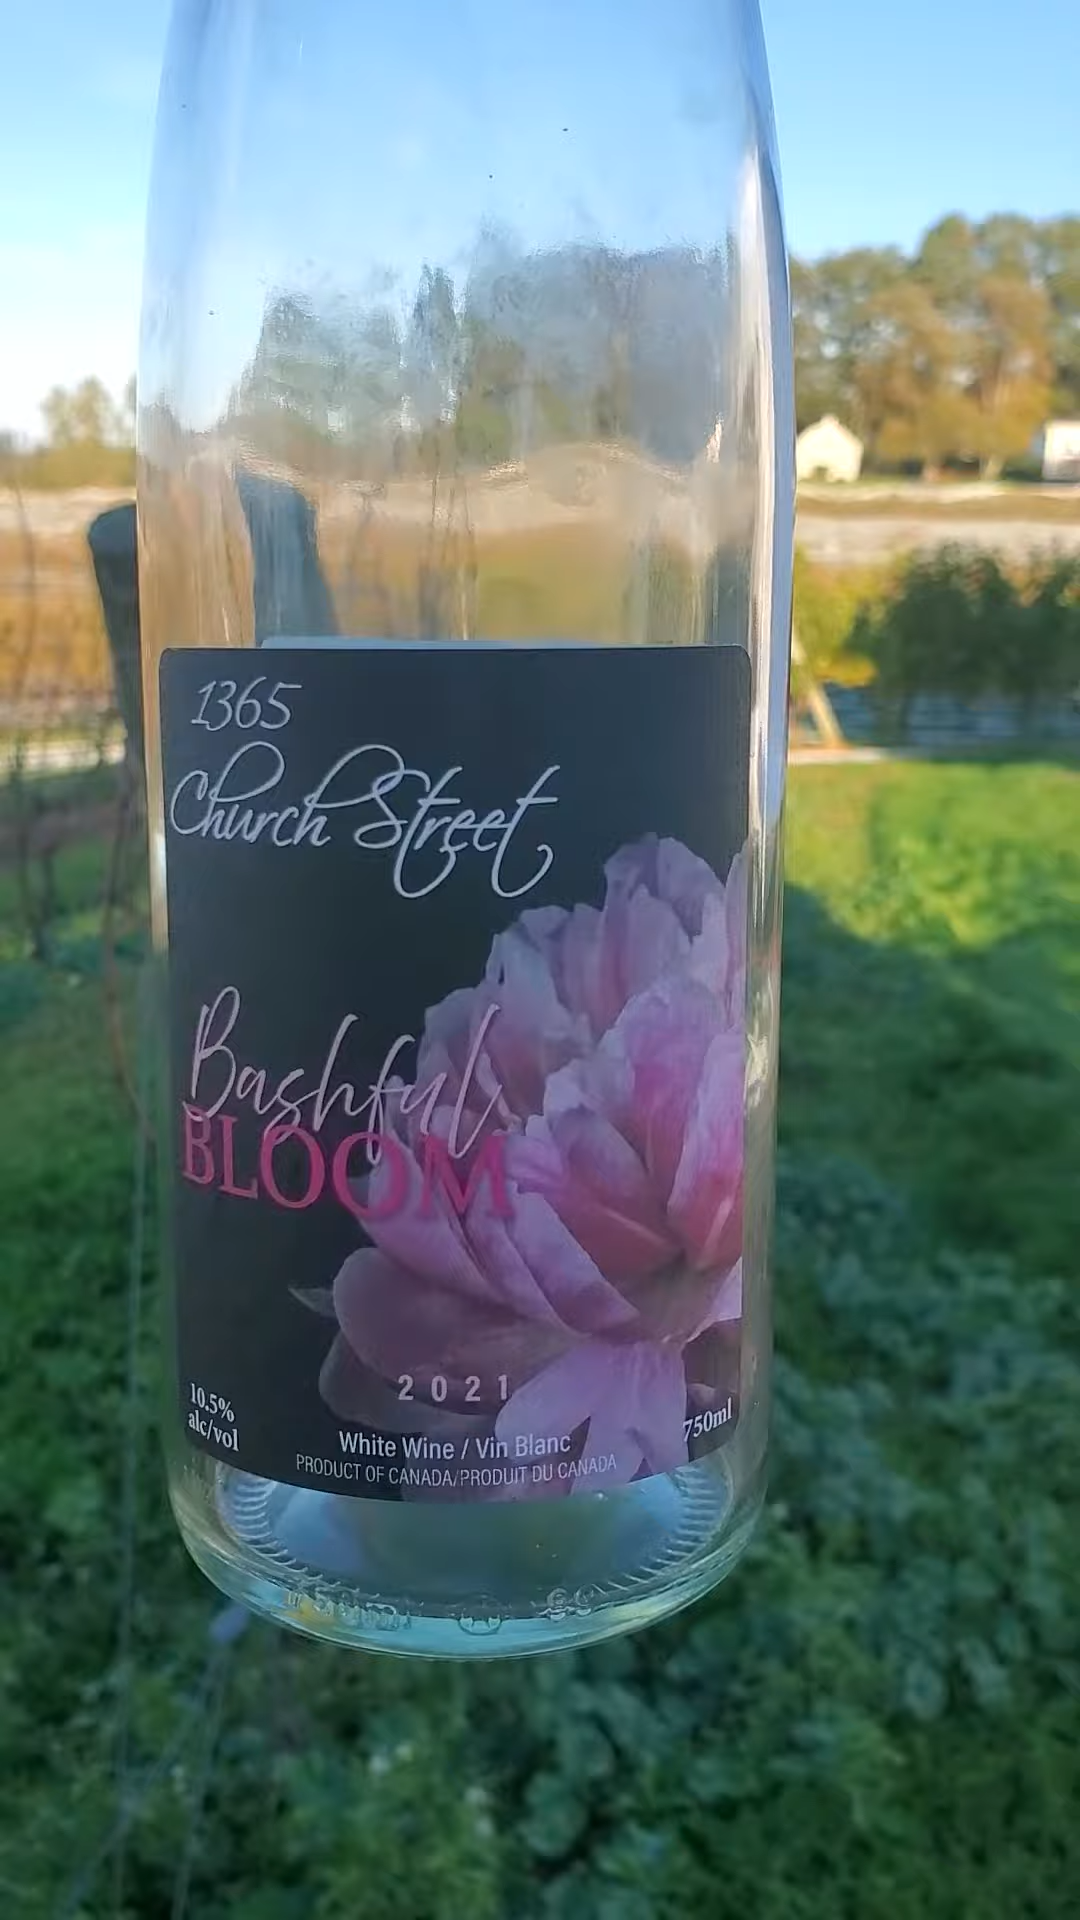 1365
Church Street
Bashful
BLOOM
2021
10.5%
alc/vol
750ml
White Wine / Vin Blanc
PRODUCT OF CANADA/PRODUIT DU CANADA